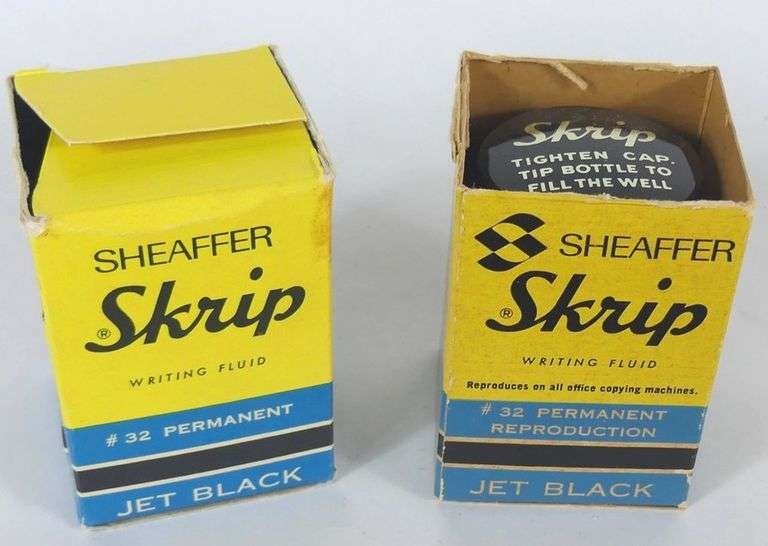 SHEAFFER
® Skrip
WRITING FLUID
# 32 PERMANENT
JET BLACK
Skrip
TIGHTEN CAP.
TIP BOTTLE TO
FILL THE WELL
SHEAFFER
® Skrip
WRITING FLUID
Reproduces on all office copying machines.
# 32 PERMANENT
REPRODUCTION
JET BLACK